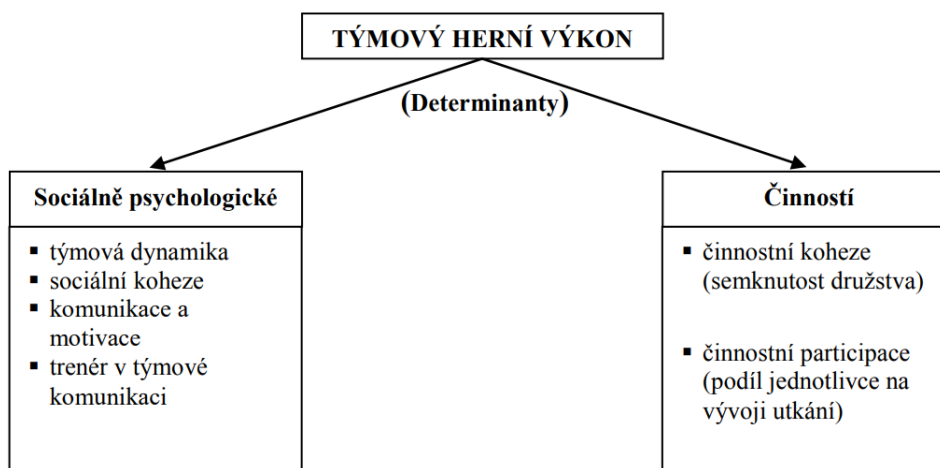 TÝMOVÝ HERNÍ VÝKON
(Determinanty)
Sociálně psychologické
▪ týmová dynamika
▪ sociální koheze
▪ komunikace a
motivace
▪ trenér v týmové
komunikaci
Činností
▪ činnostní koheze
(semknutost družstva)
▪ činnostní participace
(podíl jednotlivce na
vývoji utkání)